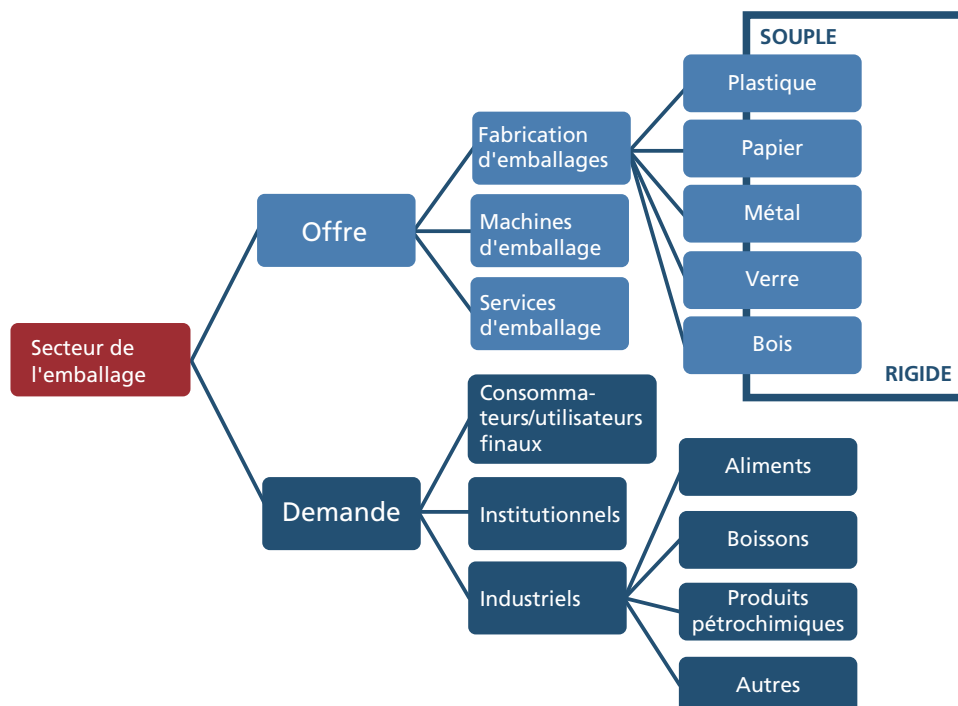 SOUPLE
Plastique
Fabrication
d'emballages
Papier
Métal
Offre
Machines
d'emballage
Verre
Services
d'emballage
Bois
Secteur de
l'emballage
RIGIDE
Consomma-
teurs/utilisateurs
finaux
Aliments
Demande
Institutionnels
Boissons
Industriels
Produits
pétrochimiques
Autres